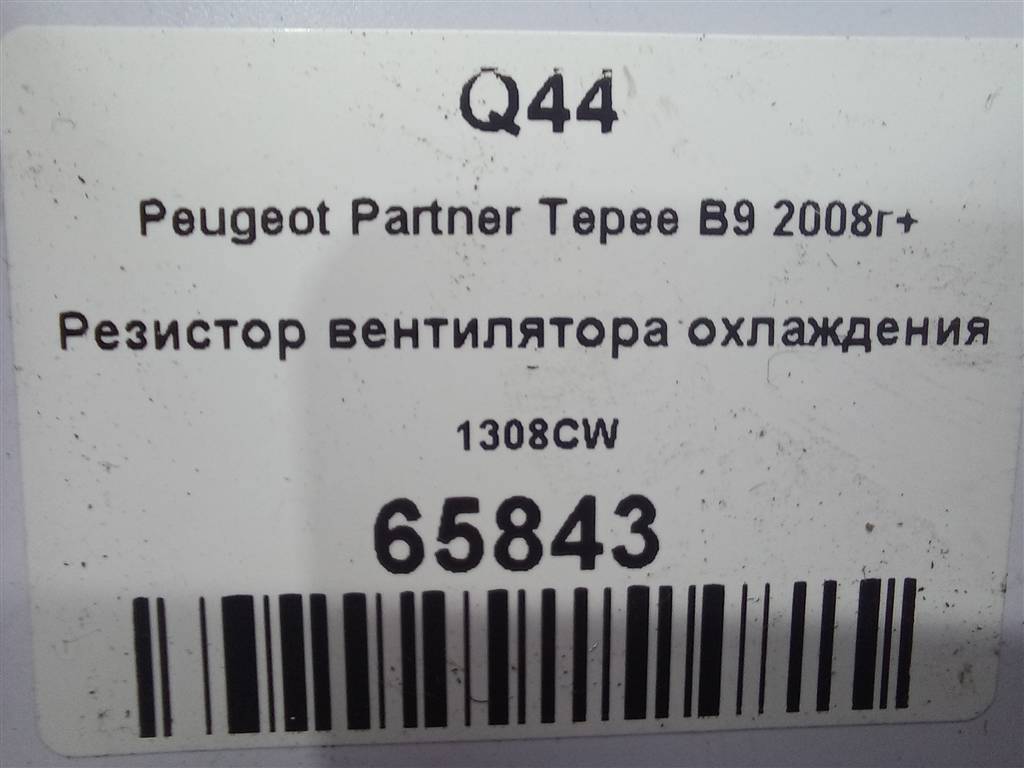 Q44
Peugeot Partner Tepee B9 2008г+
Резистор вентилятора охлаждения
1308CW
65843